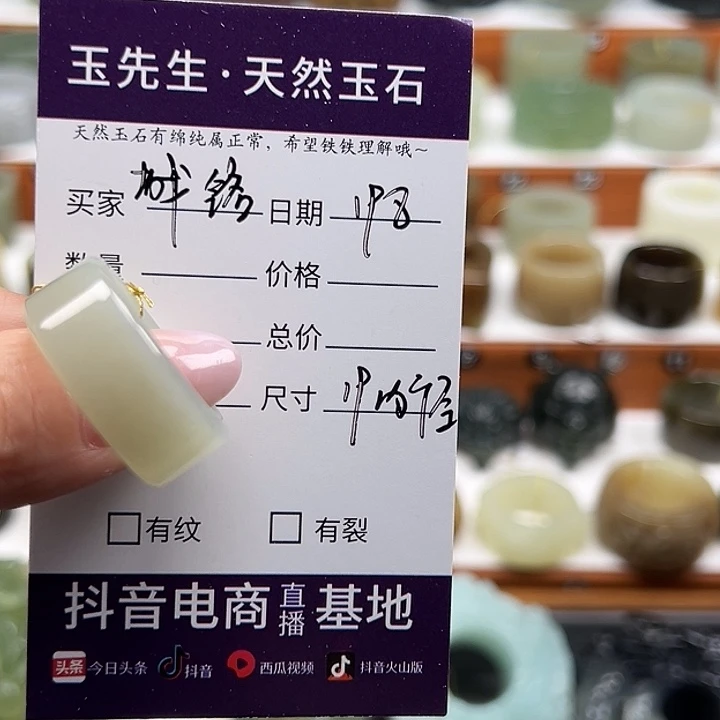 玉先生·天然玉石
天然玉石有绵纯属正常，希望铁铁理解哦~
买家 日期
数量 价格
总价
尺寸 内径
有纹 有裂
抖音电商直播基地
头条 今日头条 抖音 西瓜视频 抖音火山版